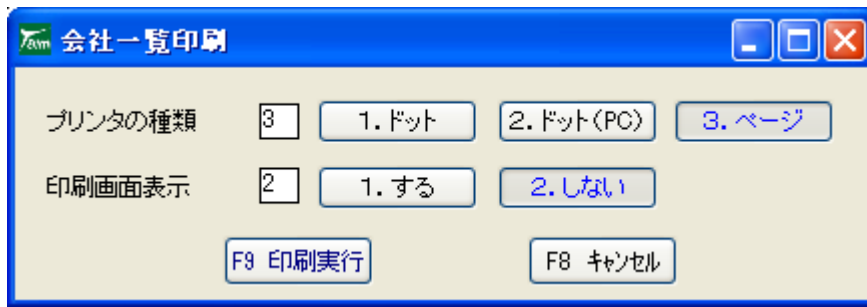 Taim 会社一覧印刷
プリンタの種類 3 1.ドット 2.ドット(PC) 3.ページ
印刷画面表示 2 1.する 2.しない
F9 印刷実行 F8 キャンセル